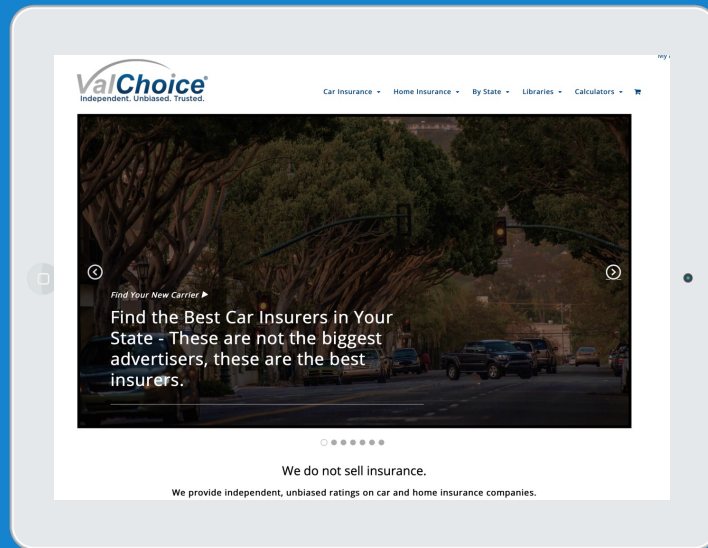 My
ValChoice®
Independent. Unbiased. Trusted.
Car Insurance
Home Insurance
By State
Libraries
Calculators
Find Your New Carrier
Find the Best Car Insurers in Your
State - These are not the biggest
advertisers, these are the best
insurers.
We do not sell insurance.
We provide independent, unbiased ratings on car and home insurance companies.